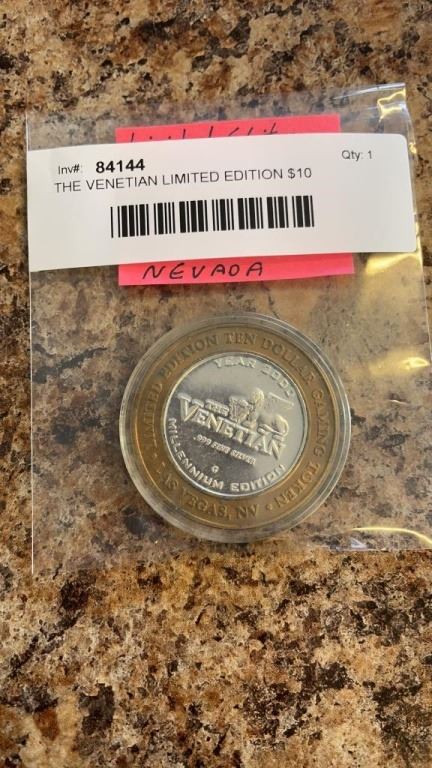 Inv#: 84144 Qty: 1
THE VENETIAN LIMITED EDITION $10
NEVADA
LIMITED EDITION TEN DOLLAR GAMING TOKEN
YEAR 2000
THE
VENETIAN
.999 FINE SILVER
G
MILLENNIUM EDITION
LAS VEGAS, NV